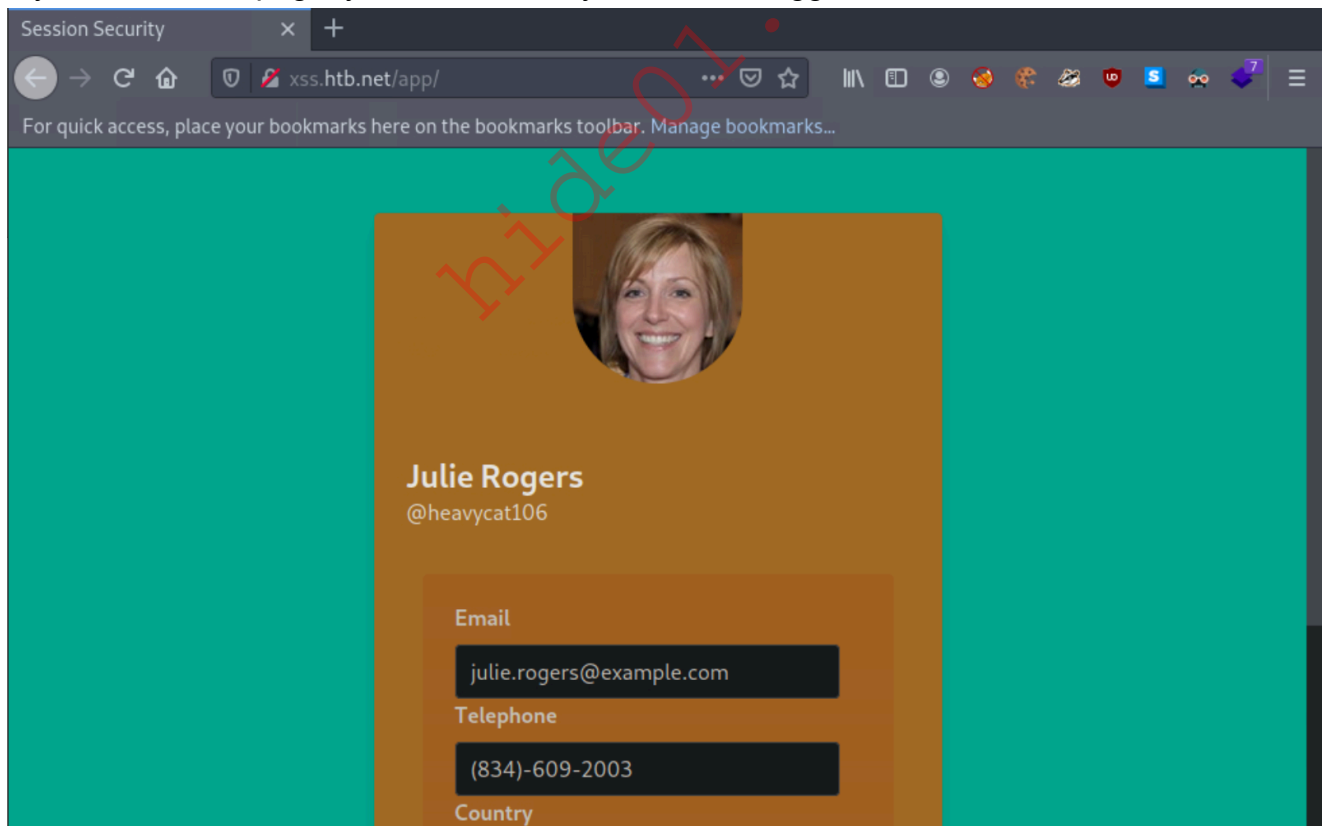 Session Security
xss.htb.net/app/
7
For quick access, place your bookmarks here on the bookmarks toolbar. Manage bookmarks...
hide01.
Julie Rogers
@heavycat106
Email
julie.rogers@example.com
Telephone
(834)-609-2003
Country